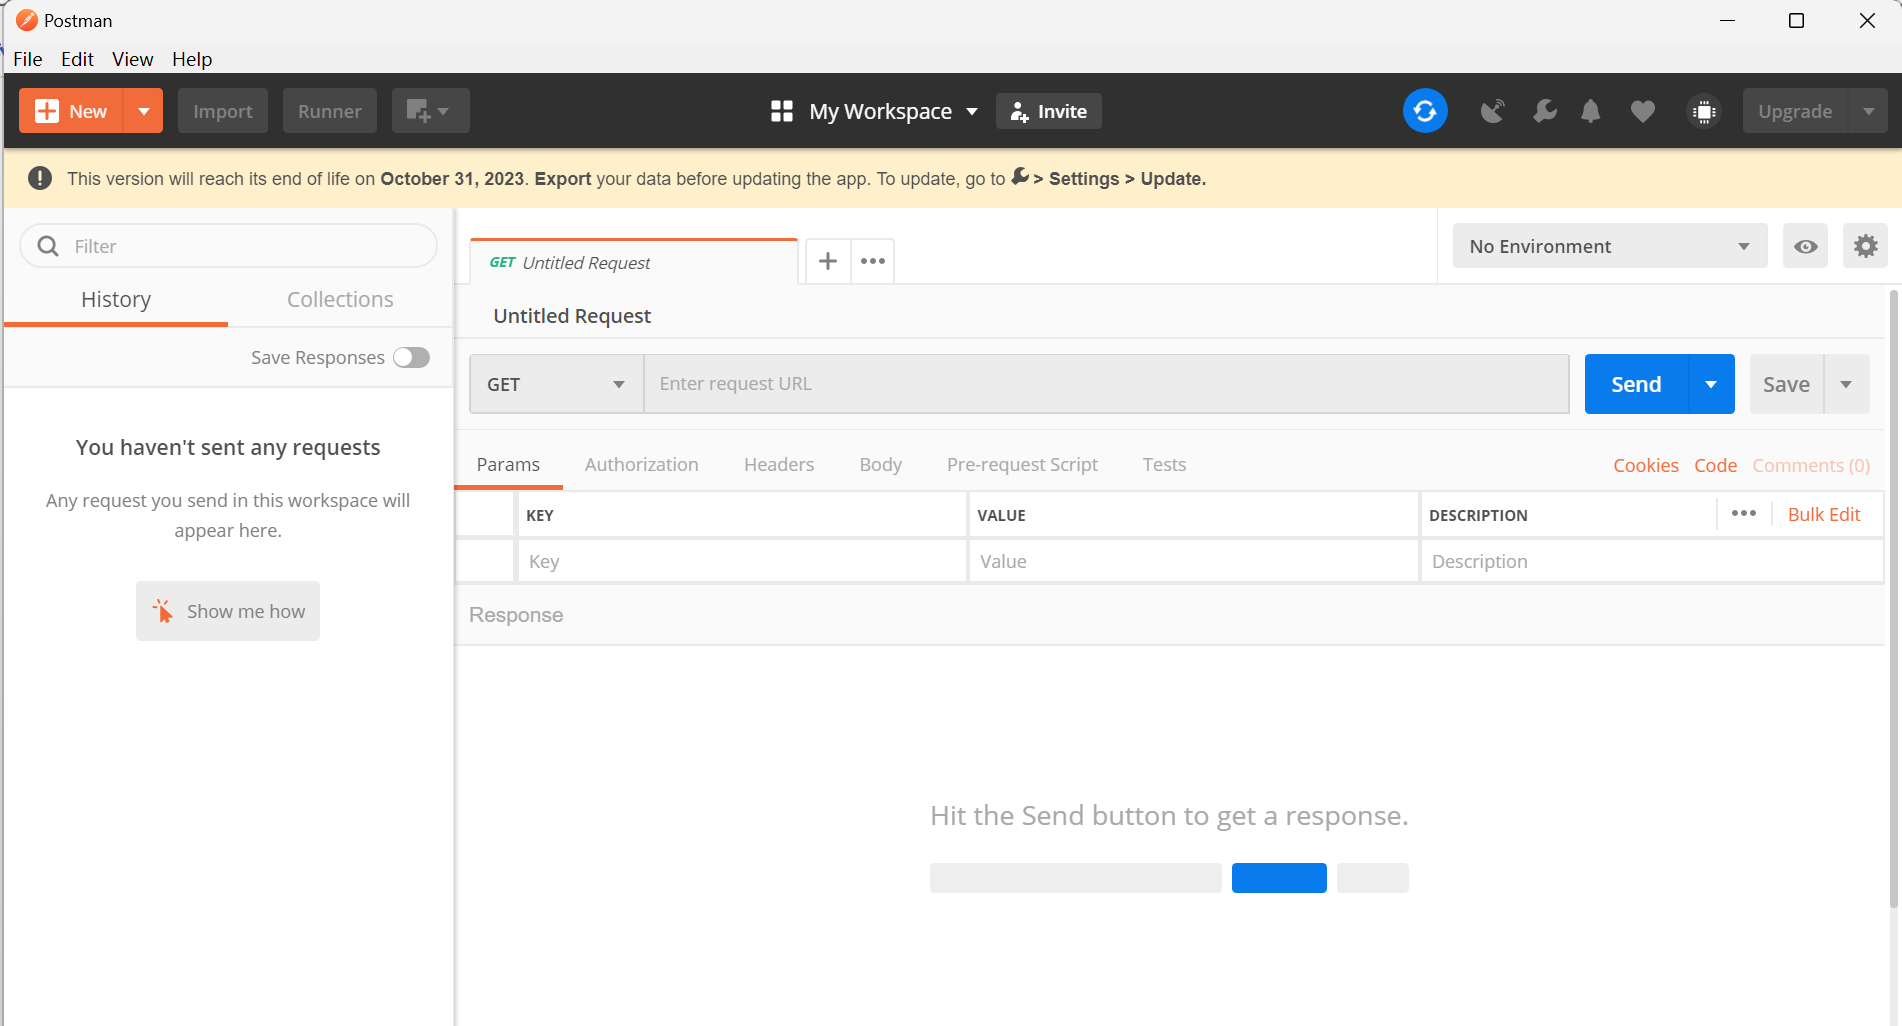 Postman
File Edit View Help
New Import Runner My Workspace Invite Upgrade
This version will reach its end of life on October 31, 2023. Export your data before updating the app. To update, go to > Settings > Update.
Filter
GET Untitled Request
No Environment
History Collections
Untitled Request
Save Responses
GET Enter request URL Send Save
You haven't sent any requests
Any request you send in this workspace will
appear here.
Show me how
Params Authorization Headers Body Pre-request Script Tests Cookies Code Comments (0)
KEY VALUE DESCRIPTION Bulk Edit
Key Value Description
Response
Hit the Send button to get a response.